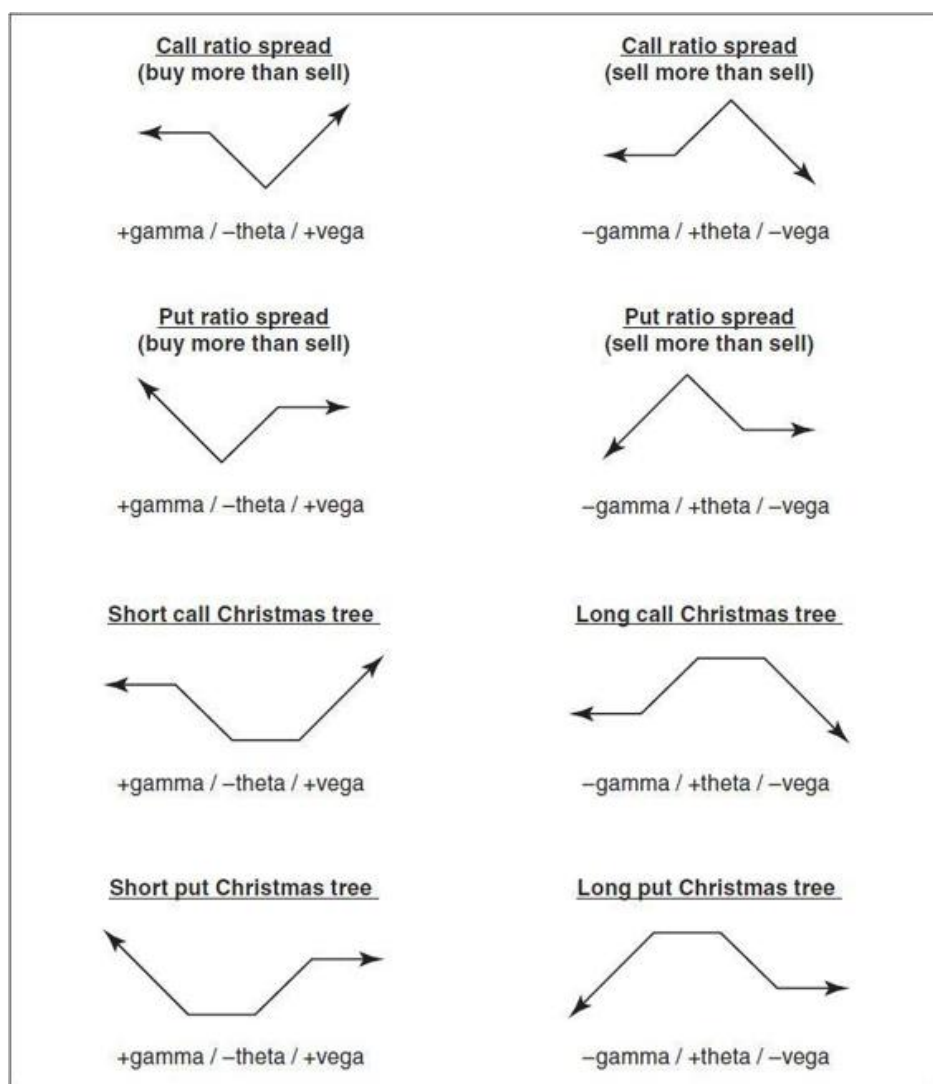 Call ratio spread
(buy more than sell)
Call ratio spread
(sell more than sell)
+gamma / –theta / +vega
–gamma / +theta / –vega
Put ratio spread
(buy more than sell)
Put ratio spread
(sell more than sell)
+gamma / –theta / +vega
–gamma / +theta / –vega
Short call Christmas tree
Long call Christmas tree
+gamma / –theta / +vega
–gamma / +theta / –vega
Short put Christmas tree
Long put Christmas tree
+gamma / –theta / +vega
–gamma / +theta / –vega